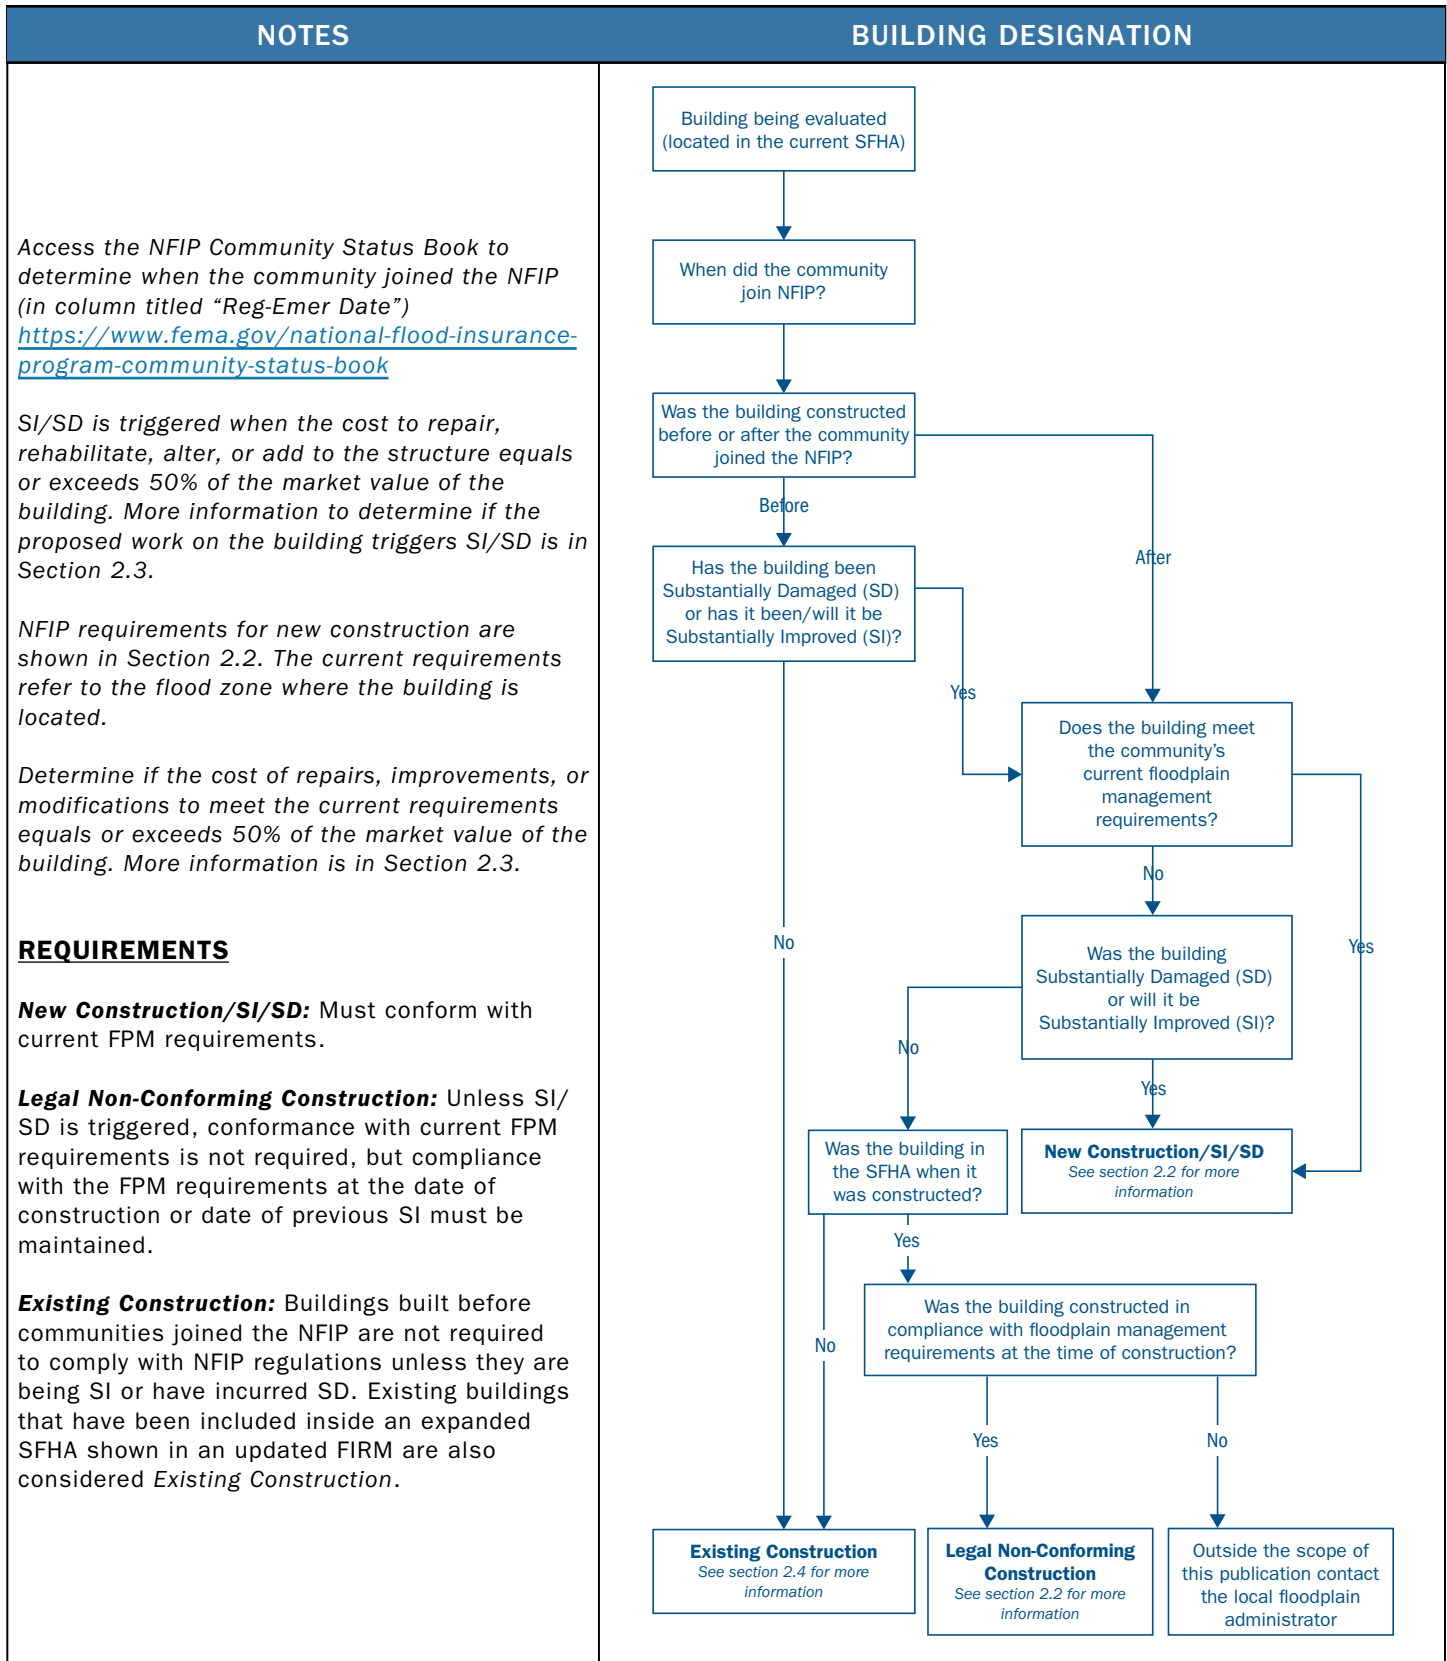 NOTES
BUILDING DESIGNATION
Access the NFIP Community Status Book to
determine when the community joined the NFIP
(in column titled “Reg-Emer Date”)
https://www.fema.gov/national-flood-insurance-
program-community-status-book
SI/SD is triggered when the cost to repair,
rehabilitate, alter, or add to the structure equals
or exceeds 50% of the market value of the
building. More information to determine if the
proposed work on the building triggers SI/SD is in
Section 2.3.
NFIP requirements for new construction are
shown in Section 2.2. The current requirements
refer to the flood zone where the building is
located.
Determine if the cost of repairs, improvements, or
modifications to meet the current requirements
equals or exceeds 50% of the market value of the
building. More information is in Section 2.3.
REQUIREMENTS
New Construction/SI/SD: Must conform with
current FPM requirements.
Legal Non-Conforming Construction: Unless SI/
SD is triggered, conformance with current FPM
requirements is not required, but compliance
with the FPM requirements at the date of
construction or date of previous SI must be
maintained.
Existing Construction: Buildings built before
communities joined the NFIP are not required
to comply with NFIP regulations unless they are
being SI or have incurred SD. Existing buildings
that have been included inside an expanded
SFHA shown in an updated FIRM are also
considered Existing Construction.
Building being evaluated
(located in the current SFHA)
When did the community
join NFIP?
Was the building constructed
before or after the community
joined the NFIP?
Before
After
Has the building been
Substantially Damaged (SD)
or has it been/will it be
Substantially Improved (SI)?
Yes
No
Does the building meet
the community’s
current floodplain
management
requirements?
No
Yes
Was the building
Substantially Damaged (SD)
or will it be
Substantially Improved (SI)?
No
Yes
Was the building in
the SFHA when it
was constructed?
New Construction/SI/SD
See section 2.2 for more
information
Yes
No
Was the building constructed in
compliance with floodplain management
requirements at the time of construction?
Yes
No
Existing Construction
See section 2.4 for more
information
Legal Non-Conforming
Construction
See section 2.2 for more
information
Outside the scope of
this publication contact
the local floodplain
administrator